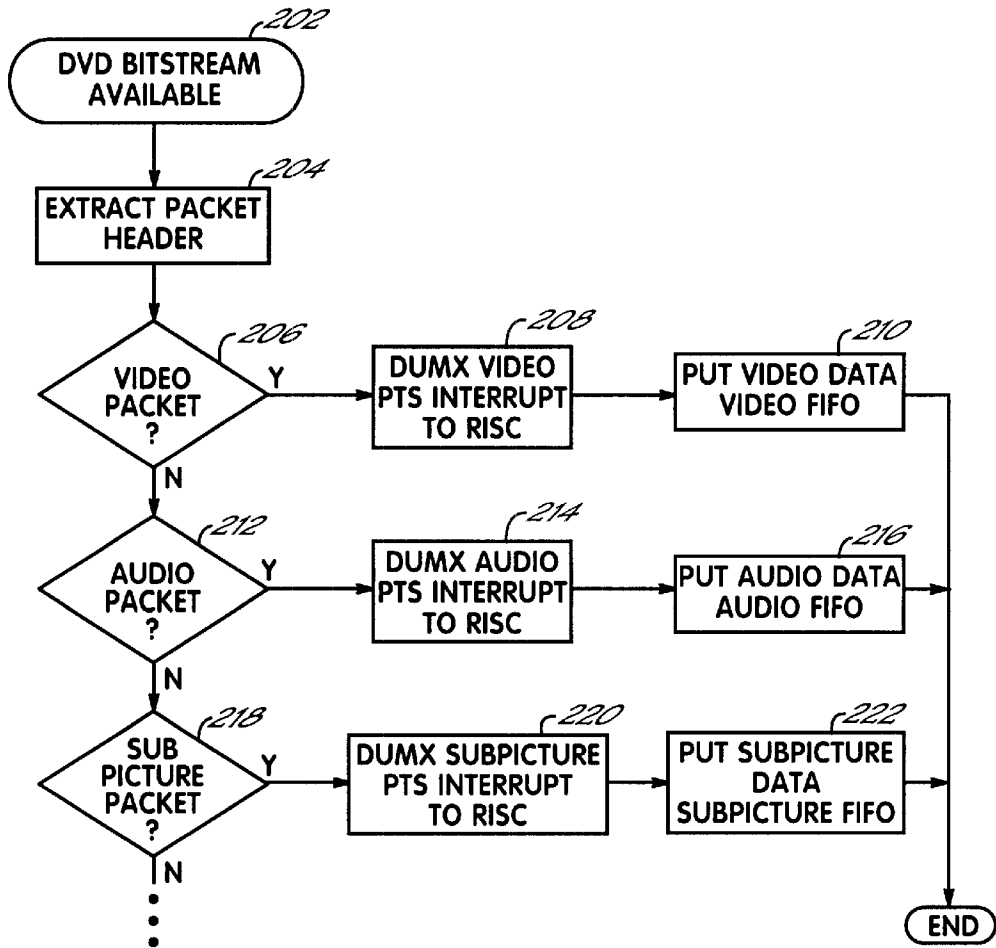 202
DVD BITSTREAM
AVAILABLE
204
EXTRACT PACKET
HEADER
206
VIDEO
PACKET
?
Y
N
208
DUMX VIDEO
PTS INTERRUPT
TO RISC
210
PUT VIDEO DATA
VIDEO FIFO
212
AUDIO
PACKET
?
Y
N
214
DUMX AUDIO
PTS INTERRUPT
TO RISC
216
PUT AUDIO DATA
AUDIO FIFO
218
SUB
PICTURE
PACKET
?
Y
N
220
DUMX SUBPICTURE
PTS INTERRUPT
TO RISC
222
PUT SUBPICTURE
DATA
SUBPICTURE FIFO
END